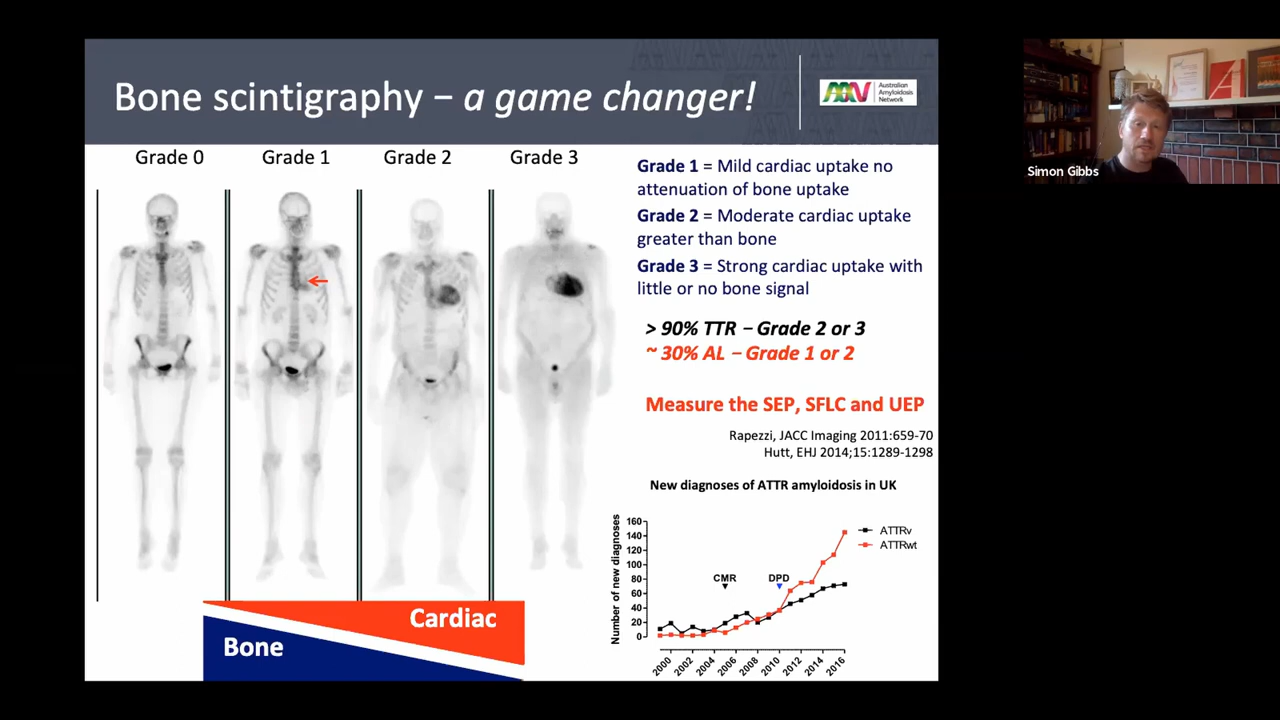 Bone scintigraphy – a game changer!
Australian
Amyloidosis
Network
Grade 0
Grade 1
Grade 2
Grade 3
Grade 1 = Mild cardiac uptake no
attenuation of bone uptake
Grade 2 = Moderate cardiac uptake
greater than bone
Grade 3 = Strong cardiac uptake with
little or no bone signal
> 90% TTR – Grade 2 or 3
~ 30% AL – Grade 1 or 2
Measure the SEP, SFLC and UEP
Rapezzi, JACC Imaging 2011:659-70
Hutt, EHJ 2014;15:1289-1298
New diagnoses of ATTR amyloidosis in UK
Number of new diagnoses
160
140
120
100
80
60
40
20
0
CMR
DPD
ATTRv
ATTRwt
2000
2002
2004
2006
2008
2010
2012
2014
2016
Cardiac
Bone
Simon Gibbs